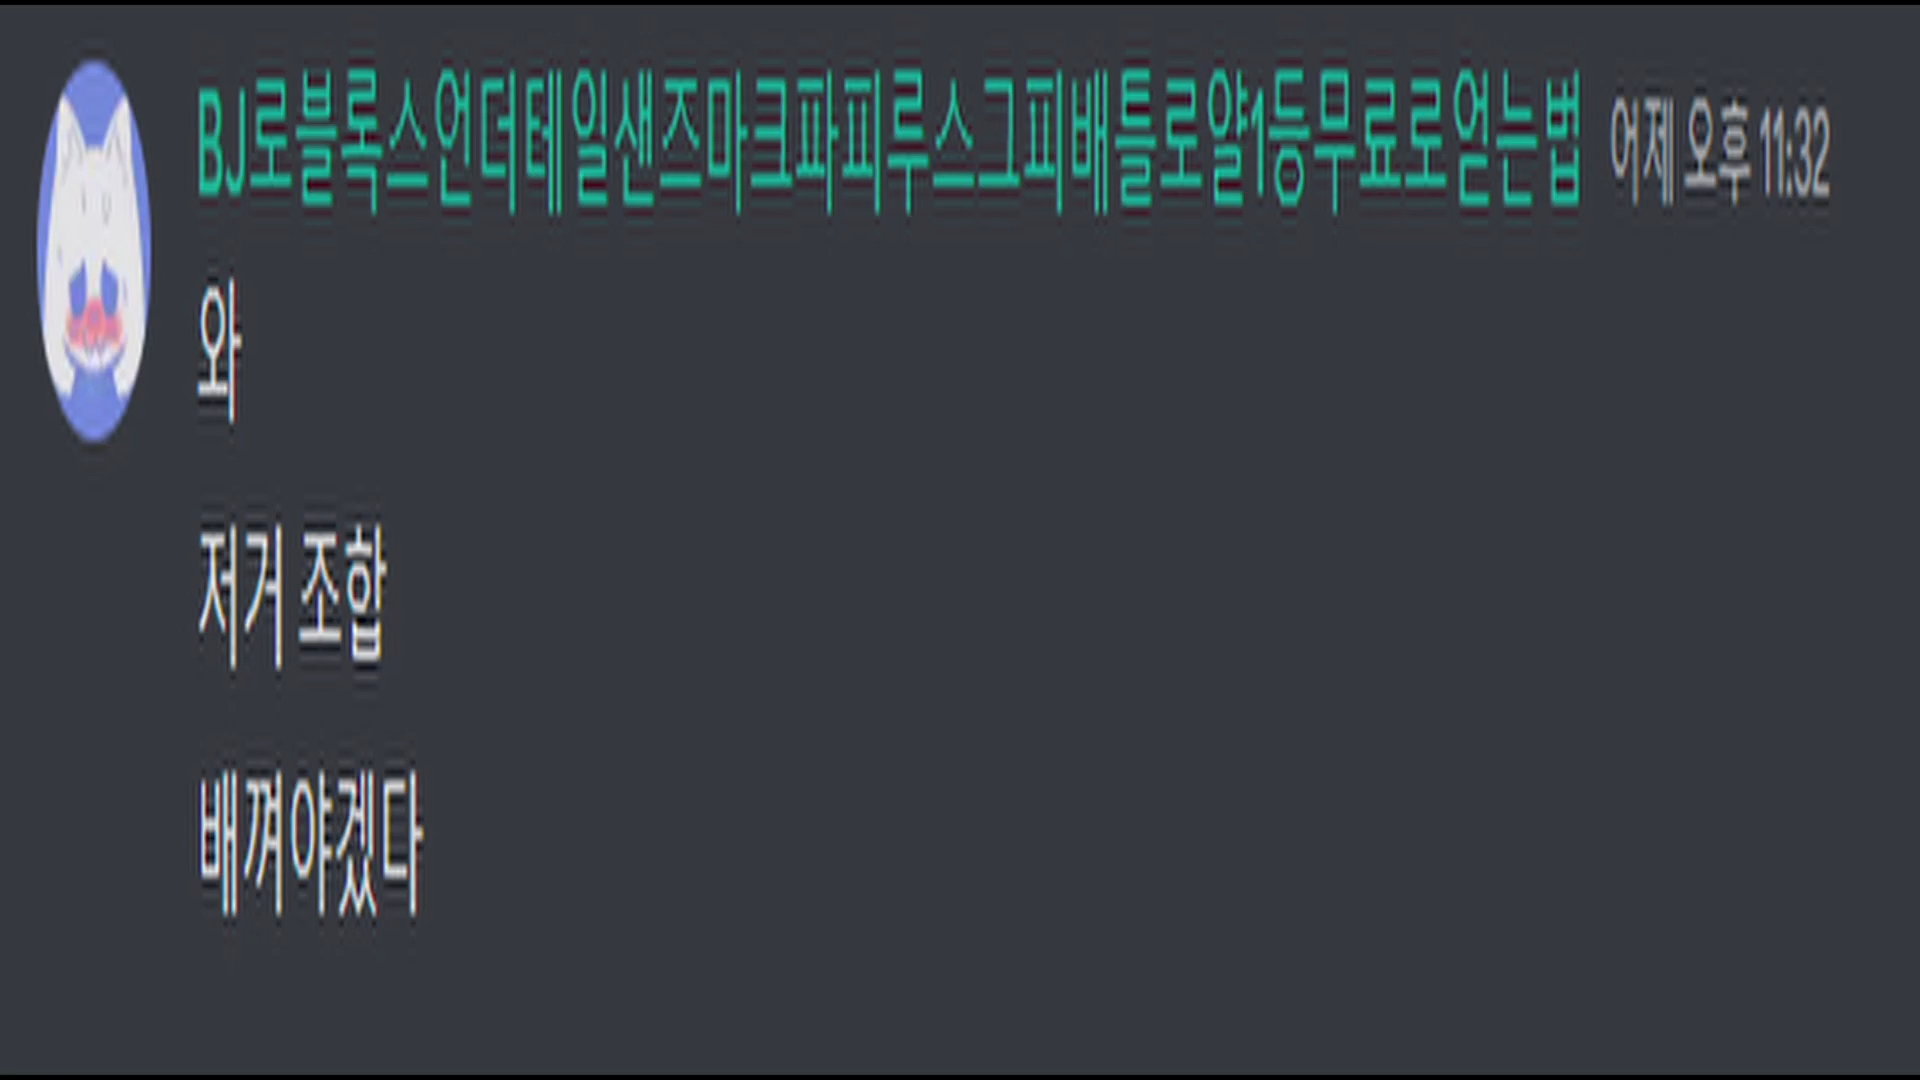 BJ로블록스언더테일샌즈마크파피루스그피배틀로얄1등무료로얻는법 어제 오후 11:32
와
저거 조합
배껴야겠다